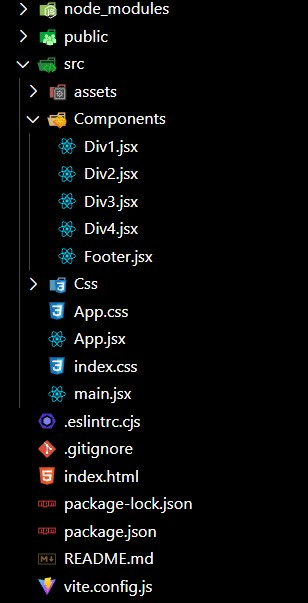 node_modules
public
src
assets
Components
Div1.jsx
Div2.jsx
Div3.jsx
Div4.jsx
Footer.jsx
Css
App.css
App.jsx
index.css
main.jsx
.eslintrc.cjs
.gitignore
index.html
package-lock.json
package.json
README.md
vite.config.js